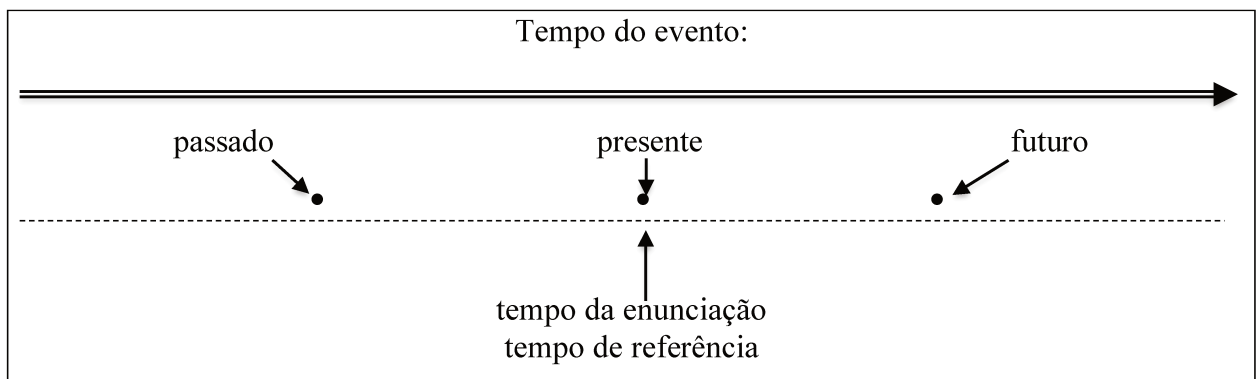 Tempo do evento:
passado presente futuro
tempo da enunciação
tempo de referência